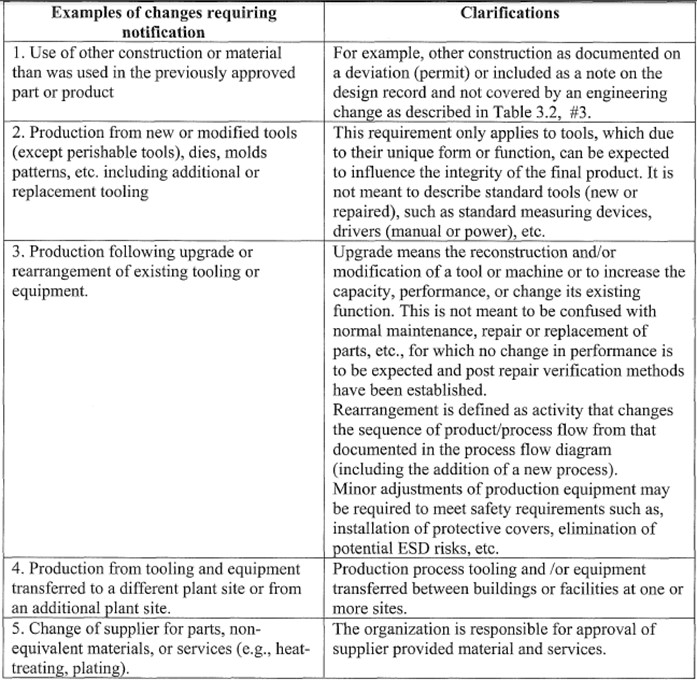 Examples of changes requiring
notification
Clarifications
1. Use of other construction or material
than was used in the previously approved
part or product
For example, other construction as documented on
a deviation (permit) or included as a note on the
design record and not covered by an engineering
change as described in Table 3.2, #3.
2. Production from new or modified tools
(except perishable tools), dies, molds
patterns, etc. including additional or
replacement tooling
This requirement only applies to tools, which due
to their unique form or function, can be expected
to influence the integrity of the final product. It is
not meant to describe standard tools (new or
repaired), such as standard measuring devices,
drivers (manual or power), etc.
3. Production following upgrade or
rearrangement of existing tooling or
equipment.
Upgrade means the reconstruction and/or
modification of a tool or machine or to increase the
capacity, performance, or change its existing
function. This is not meant to be confused with
normal maintenance, repair or replacement of
parts, etc., for which no change in performance is
to be expected and post repair verification methods
have been established.
Rearrangement is defined as activity that changes
the sequence of product/process flow from that
documented in the process flow diagram
(including the addition of a new process).
Minor adjustments of production equipment may
be required to meet safety requirements such as,
installation of protective covers, elimination of
potential ESD risks, etc.
4. Production from tooling and equipment
transferred to a different plant site or from
an additional plant site.
Production process tooling and /or equipment
transferred between buildings or facilities at one or
more sites.
5. Change of supplier for parts, non-
equivalent materials, or services (e.g., heat-
treating, plating).
The organization is responsible for approval of
supplier provided material and services.